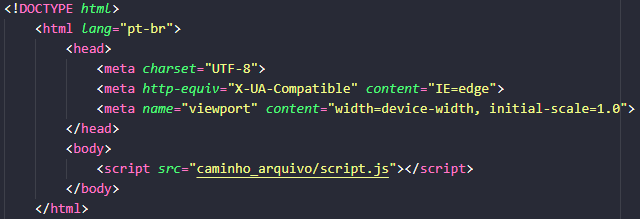 <!DOCTYPE html>
<html lang="pt-br">
<head>
<meta charset="UTF-8">
<meta http-equiv="X-UA-Compatible" content="IE=edge">
<meta name="viewport" content="width=device-width, initial-scale=1.0">
</head>
<body>
<script src="caminho_arquivo/script.js"></script>
</body>
</html>